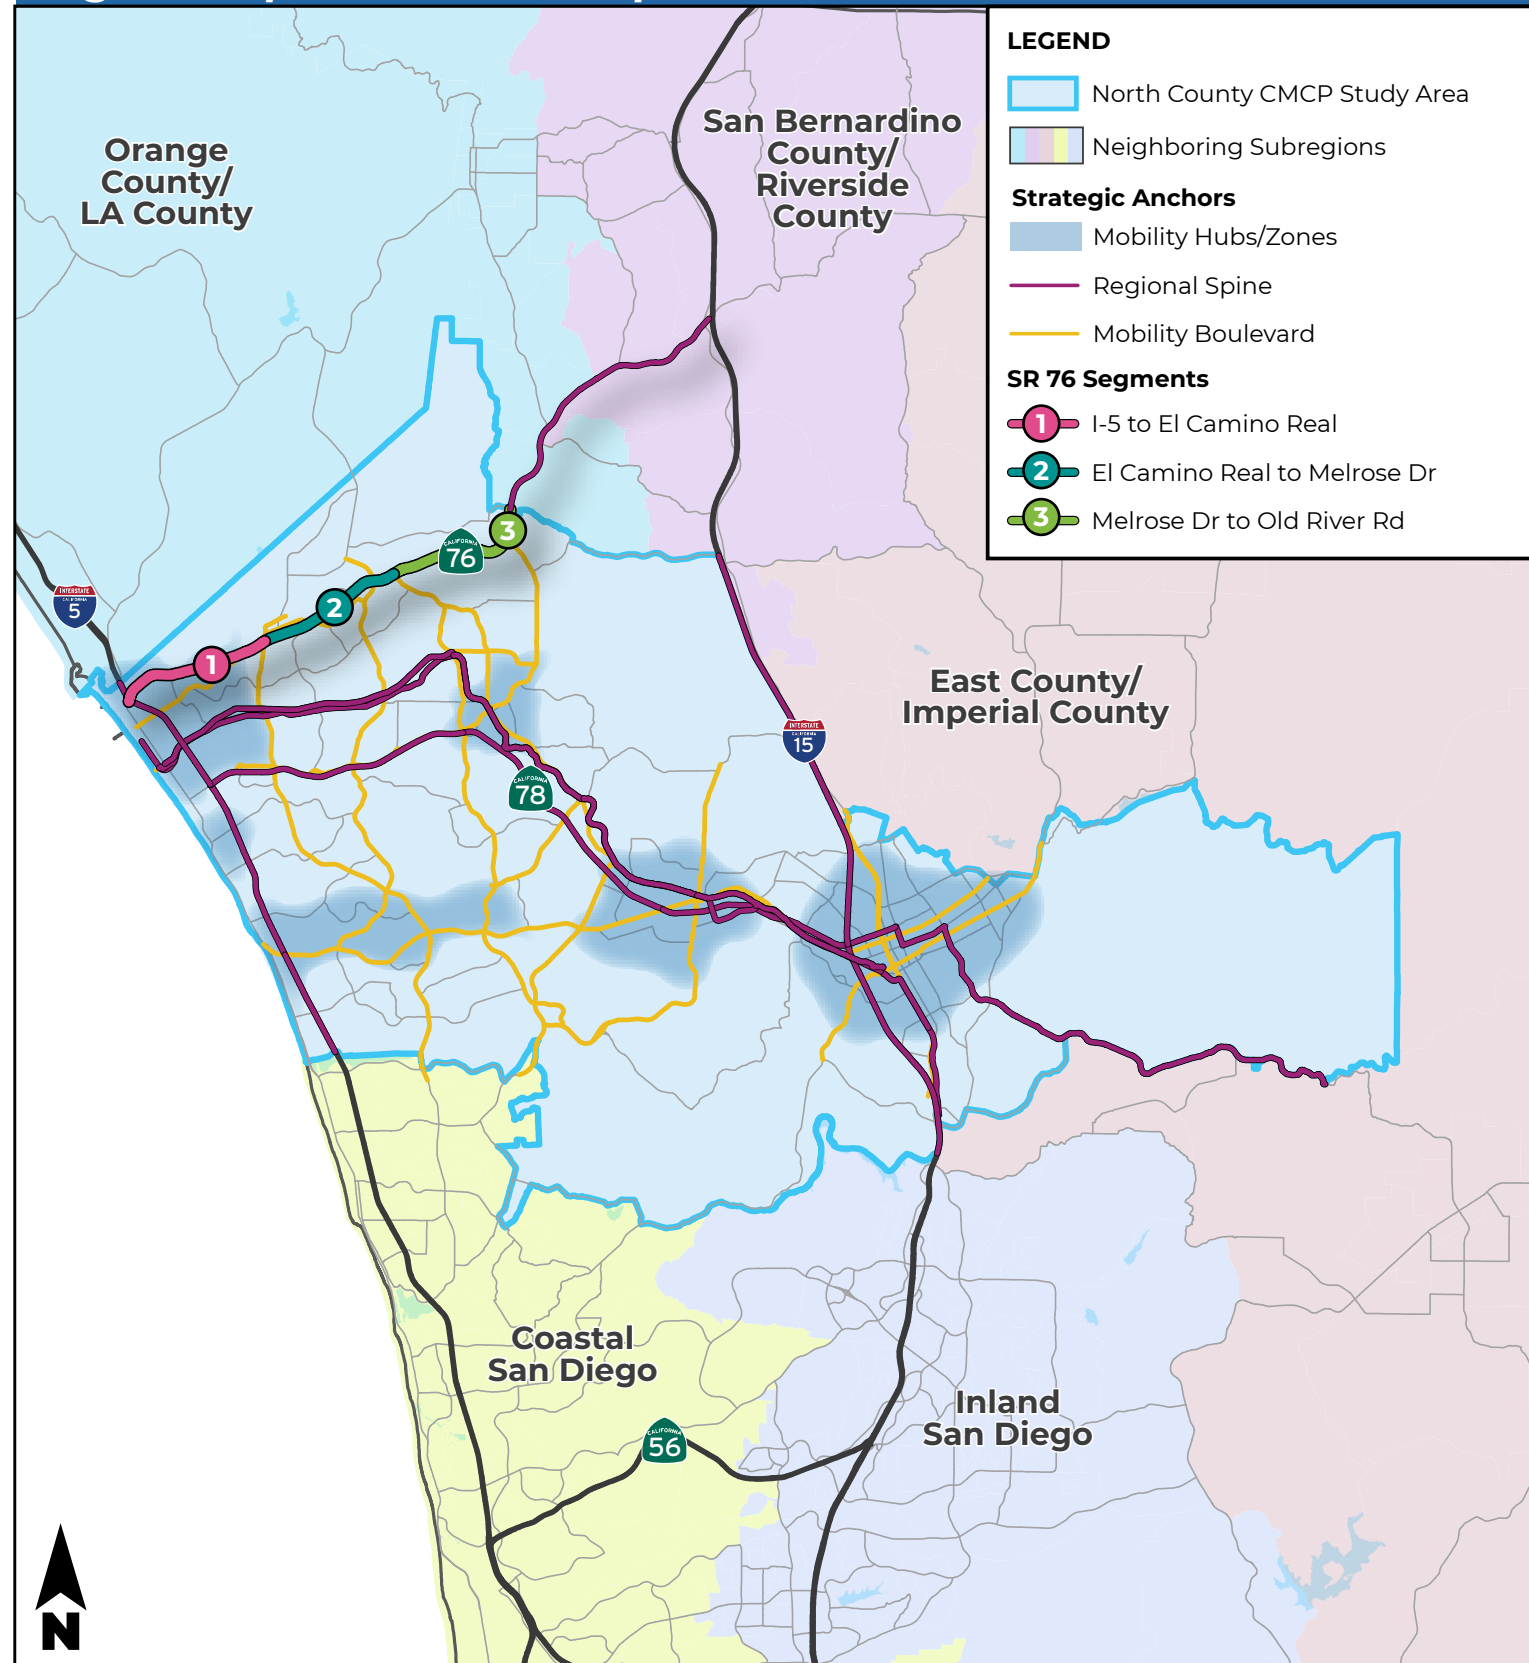 LEGEND
North County CMCP Study Area
Neighboring Subregions
Strategic Anchors
Mobility Hubs/Zones
Regional Spine
Mobility Boulevard
SR 76 Segments
1 I-5 to El Camino Real
2 El Camino Real to Melrose Dr
3 Melrose Dr to Old River Rd
Orange
County/
LA County
San Bernardino
County/
Riverside
County
3
CALIFORNIA
76
2
INTERSTATE
CALIFORNIA
5
1
East County/
Imperial County
INTERSTATE
CALIFORNIA
15
CALIFORNIA
78
Coastal
San Diego
Inland
San Diego
CALIFORNIA
56
N